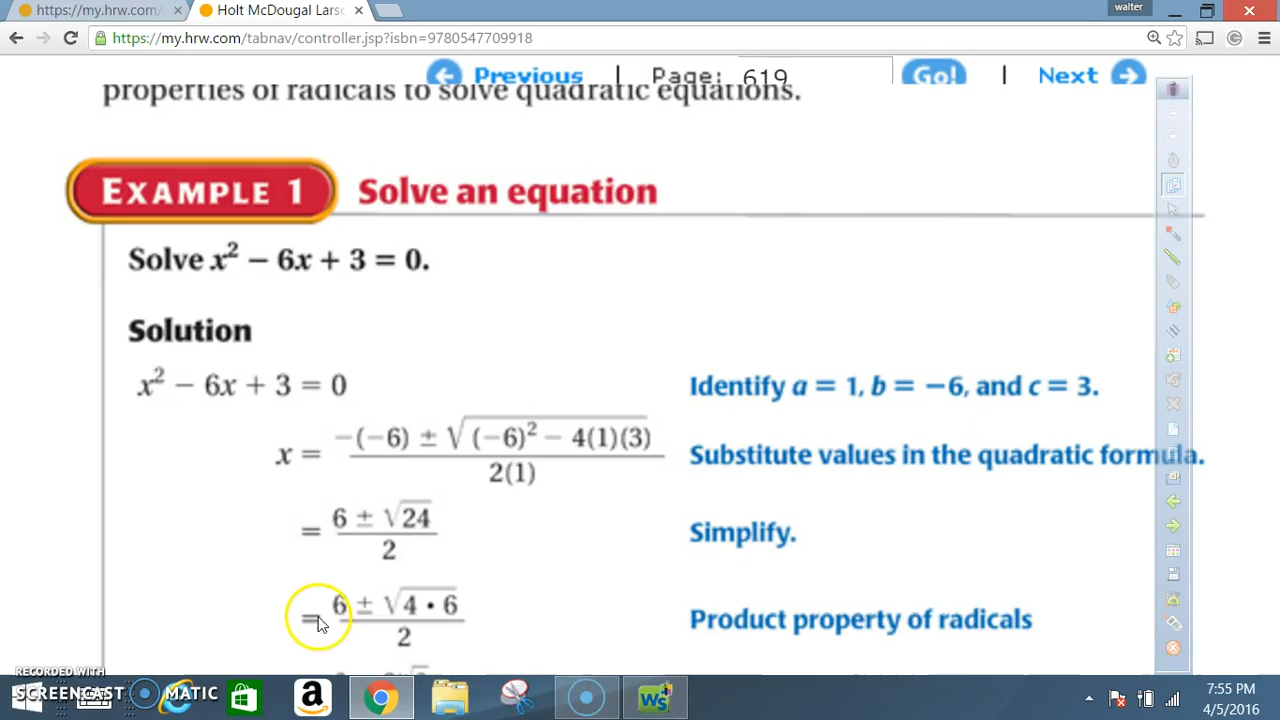 https://my.hrw.com/tabnav/ × Holt McDougal Lars × walter
https://my.hrw.com/tabnav/controller.jsp?isbn=9780547709918
Previous | Page: 619 Go! | Next
properties of radicals to solve quadratic equations.
EXAMPLE 1 Solve an equation
Solve x² − 6x + 3 = 0.
Solution
x² − 6x + 3 = 0 Identify a = 1, b = −6, and c = 3.
x = −(−6) ± √(−6)² − 4(1)(3) / 2(1) Substitute values in the quadratic formula.
= 6 ± √24 / 2 Simplify.
= 6 ± √4 • 6 / 2 Product property of radicals
RECORDED WITH
SCREENCAST MATIC
7:55 PM
4/5/2016